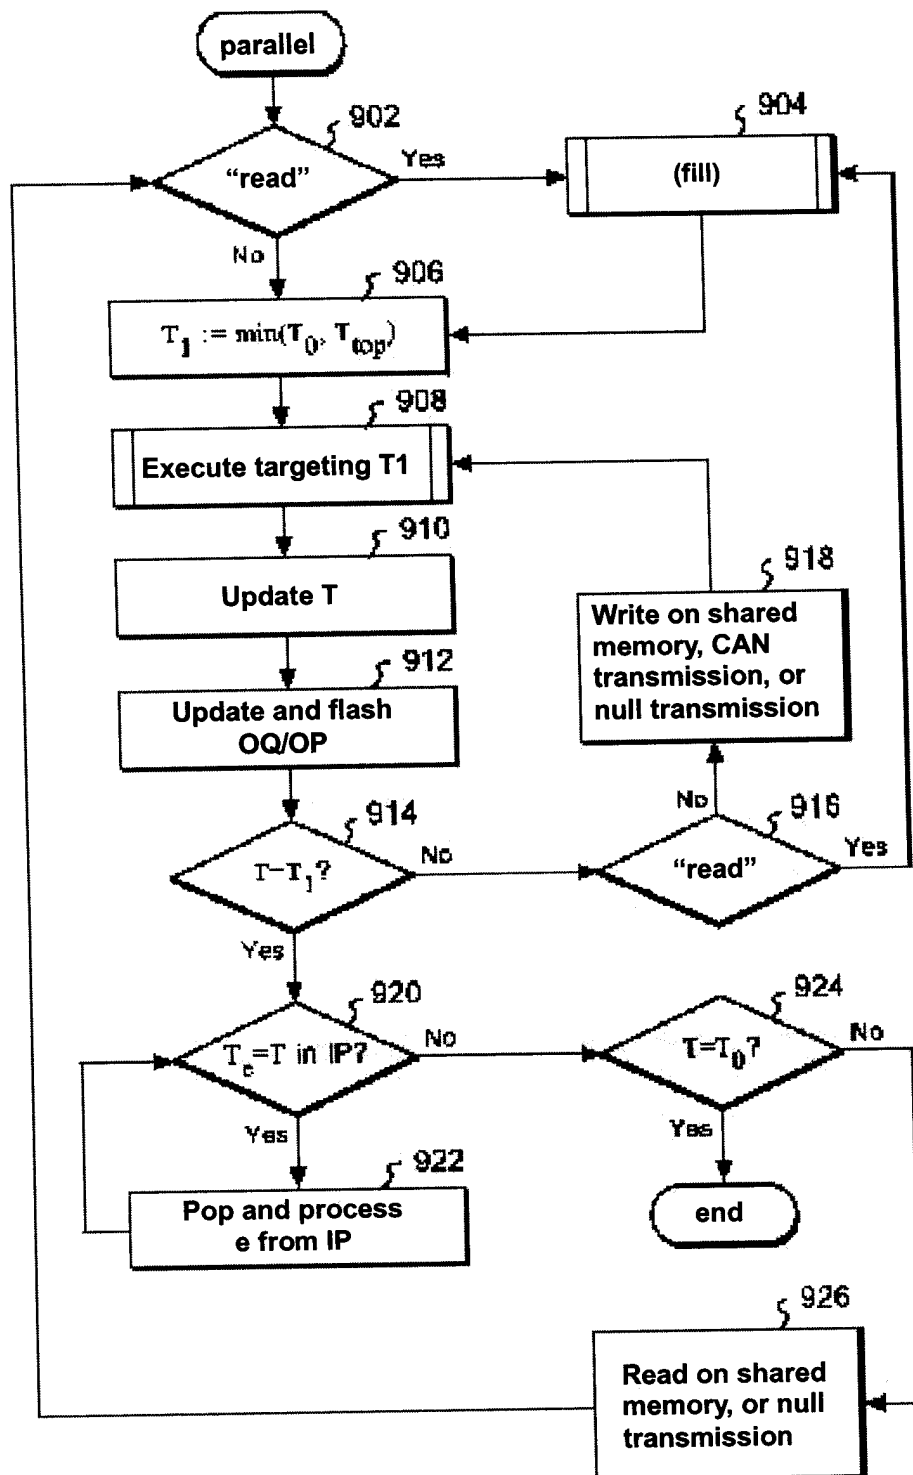 parallel
902
904
"read"
Yes
(fill)
No
906
T1 := min(T0, Ttop)
908
Execute targeting T1
910
Update T
918
Write on shared
memory, CAN
transmission, or
null transmission
912
Update and flash
OQ/OP
914
No
916
T=T1?
No
"read"
Yes
Yes
920
924
Te=T in IP?
No
T=T0?
No
Yes
Yes
922
Pop and process
e from IP
end
926
Read on shared
memory, or null
transmission